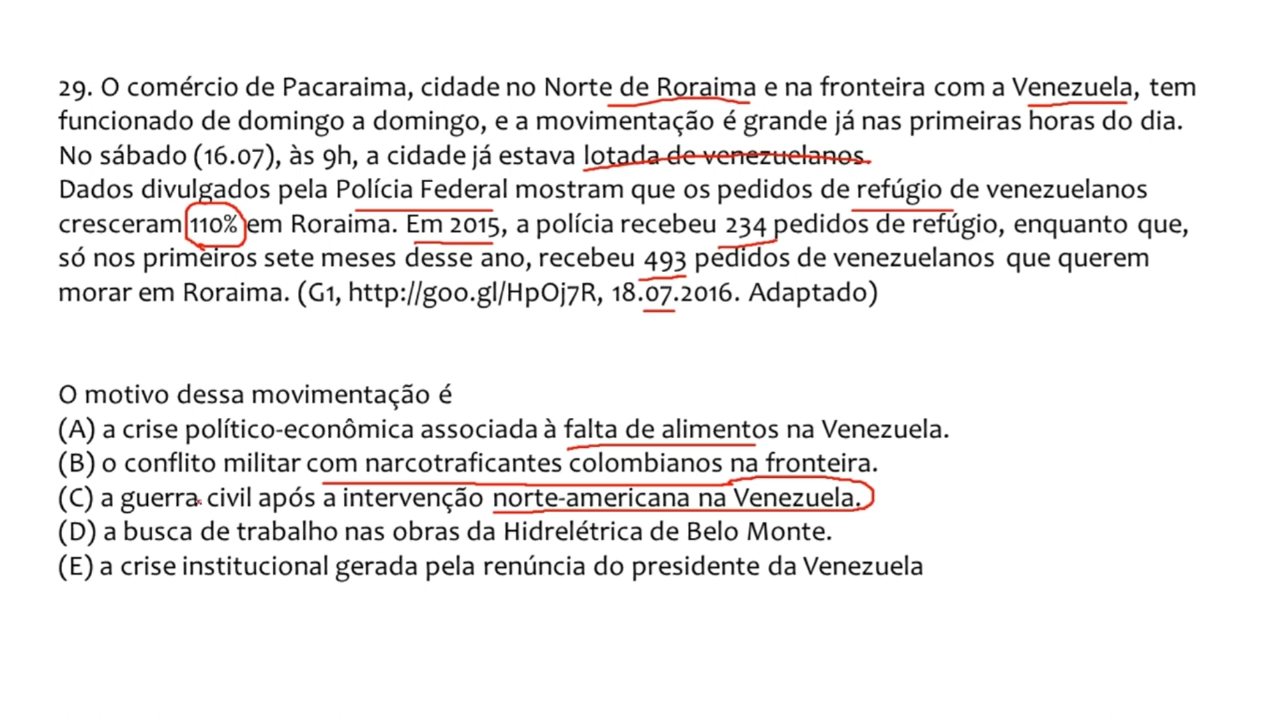 29. O comércio de Pacaraima, cidade no Norte de Roraima e na fronteira com a Venezuela, tem
funcionado de domingo a domingo, e a movimentação é grande já nas primeiras horas do dia.
No sábado (16.07), às 9h, a cidade já estava lotada de venezuelanos.
Dados divulgados pela Polícia Federal mostram que os pedidos de refúgio de venezuelanos
cresceram 110% em Roraima. Em 2015, a polícia recebeu 234 pedidos de refúgio, enquanto que,
só nos primeiros sete meses desse ano, recebeu 493 pedidos de venezuelanos que querem
morar em Roraima. (G1, http://goo.gl/HpOj7R, 18.07.2016. Adaptado)
O motivo dessa movimentação é
(A) a crise político-econômica associada à falta de alimentos na Venezuela.
(B) o conflito militar com narcotraficantes colombianos na fronteira.
(C) a guerra civil após a intervenção norte-americana na Venezuela.
(D) a busca de trabalho nas obras da Hidrelétrica de Belo Monte.
(E) a crise institucional gerada pela renúncia do presidente da Venezuela